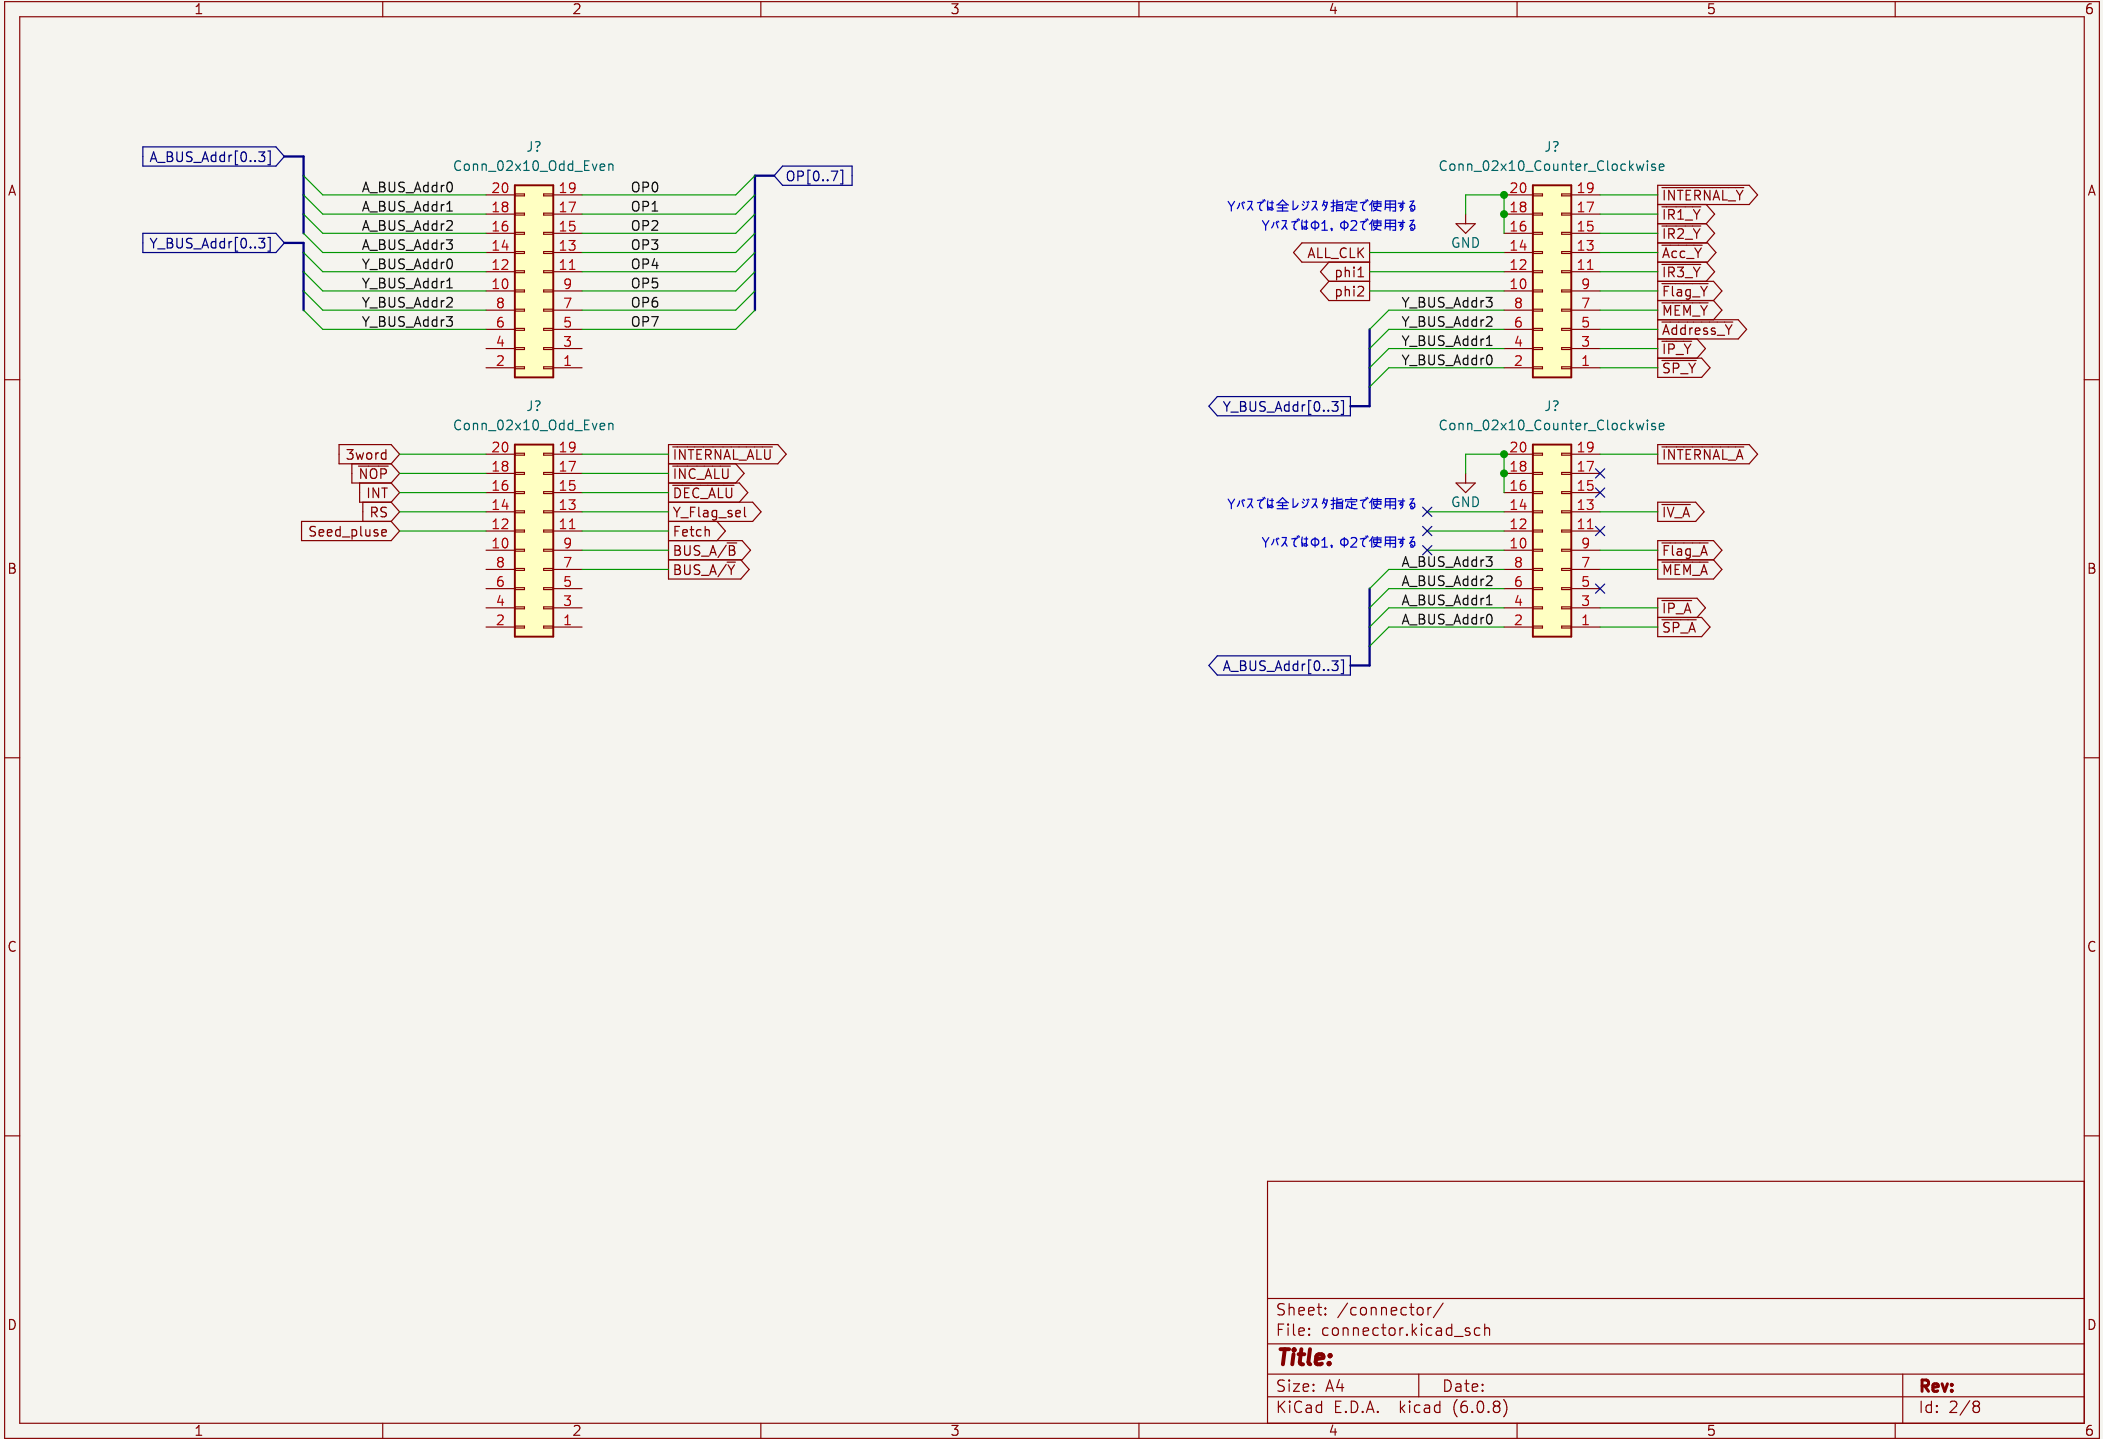 1 2 3 4 5 6
A
B
C
D
J?
Conn_02x10_Odd_Even
A_BUS_Addr[0..3]
Y_BUS_Addr[0..3]
OP[0..7]
A_BUS_Addr0 20 19 OP0
A_BUS_Addr1 18 17 OP1
A_BUS_Addr2 16 15 OP2
A_BUS_Addr3 14 13 OP3
Y_BUS_Addr0 12 11 OP4
Y_BUS_Addr1 10 9 OP5
Y_BUS_Addr2 8 7 OP6
Y_BUS_Addr3 6 5 OP7
4 3
2 1
J?
Conn_02x10_Odd_Even
3word 20 19 INTERNAL_ALU
NOP 18 17 INC_ALU
INT 16 15 DEC_ALU
RS 14 13 Y_Flag_sel
Seed_pluse 12 11 Fetch
10 9 BUS_A/B
8 7 BUS_A/Y
6 5
4 3
2 1
J?
Conn_02x10_Counter_Clockwise
Yバスでは全レジスタ指定で使用する
YバスではΦ1, Φ2で使用する
GND
20 19 INTERNAL_Y
18 17 IR1_Y
16 15 IR2_Y
ALL_CLK 14 13 Acc_Y
phi1 12 11 IR3_Y
phi2 10 9 Flag_Y
Y_BUS_Addr3 8 7 MEM_Y
Y_BUS_Addr2 6 5 Address_Y
Y_BUS_Addr1 4 3 IP_Y
Y_BUS_Addr0 2 1 SP_Y
Y_BUS_Addr[0..3]
J?
Conn_02x10_Counter_Clockwise
20 19 INTERNAL_A
18 17
16 15
GND
Yバスでは全レジスタ指定で使用する
14 13 IV_A
12 11
YバスではΦ1, Φ2で使用する
10 9 Flag_A
A_BUS_Addr3 8 7 MEM_A
A_BUS_Addr2 6 5
A_BUS_Addr1 4 3 IP_A
A_BUS_Addr0 2 1 SP_A
A_BUS_Addr[0..3]
A
B
C
D
Sheet: /connector/
File: connector.kicad_sch
Title:
Size: A4 Date: Rev:
KiCad E.D.A. kicad (6.0.8) Id: 2/8
1 2 3 4 5 6